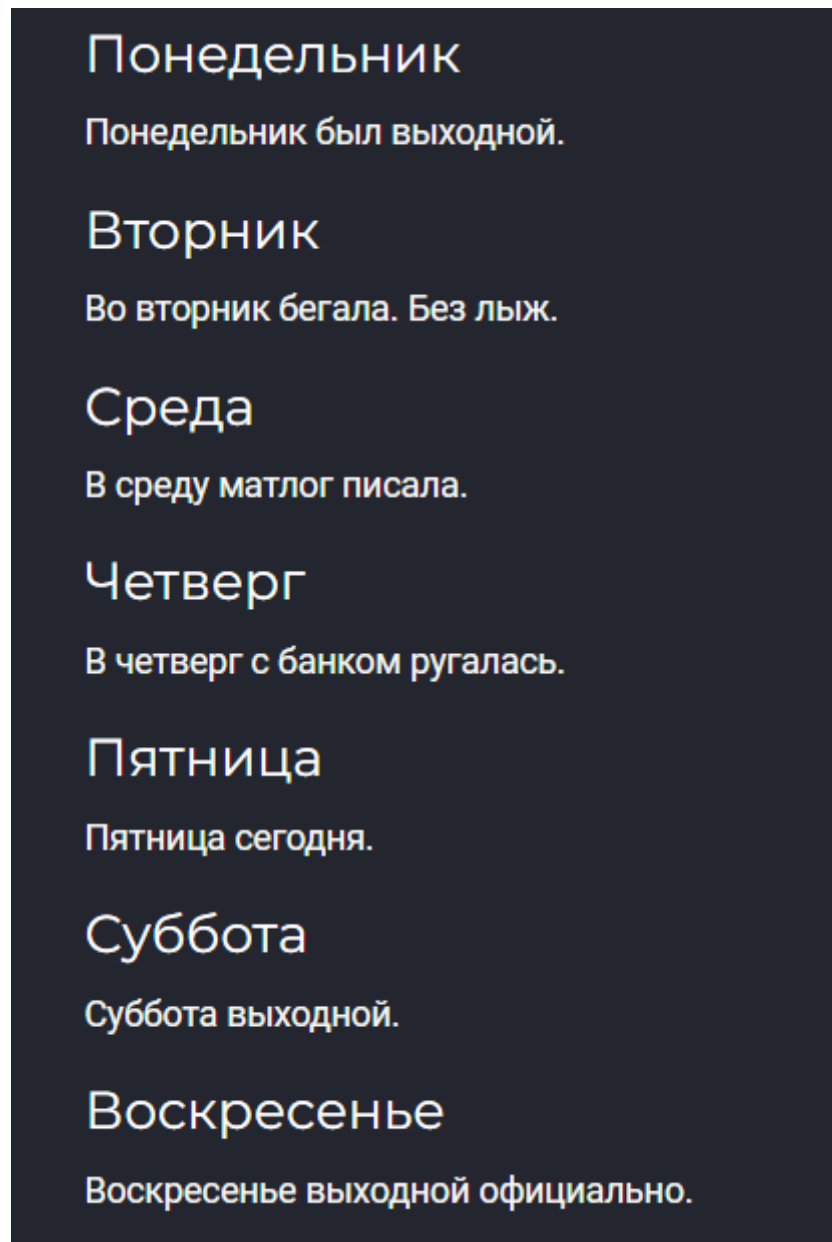 Понедельник
Понедельник был выходной.
Вторник
Во вторник бегала. Без лыж.
Среда
В среду матлог писала.
Четверг
В четверг с банком ругалась.
Пятница
Пятница сегодня.
Суббота
Суббота выходной.
Воскресенье
Воскресенье выходной официально.